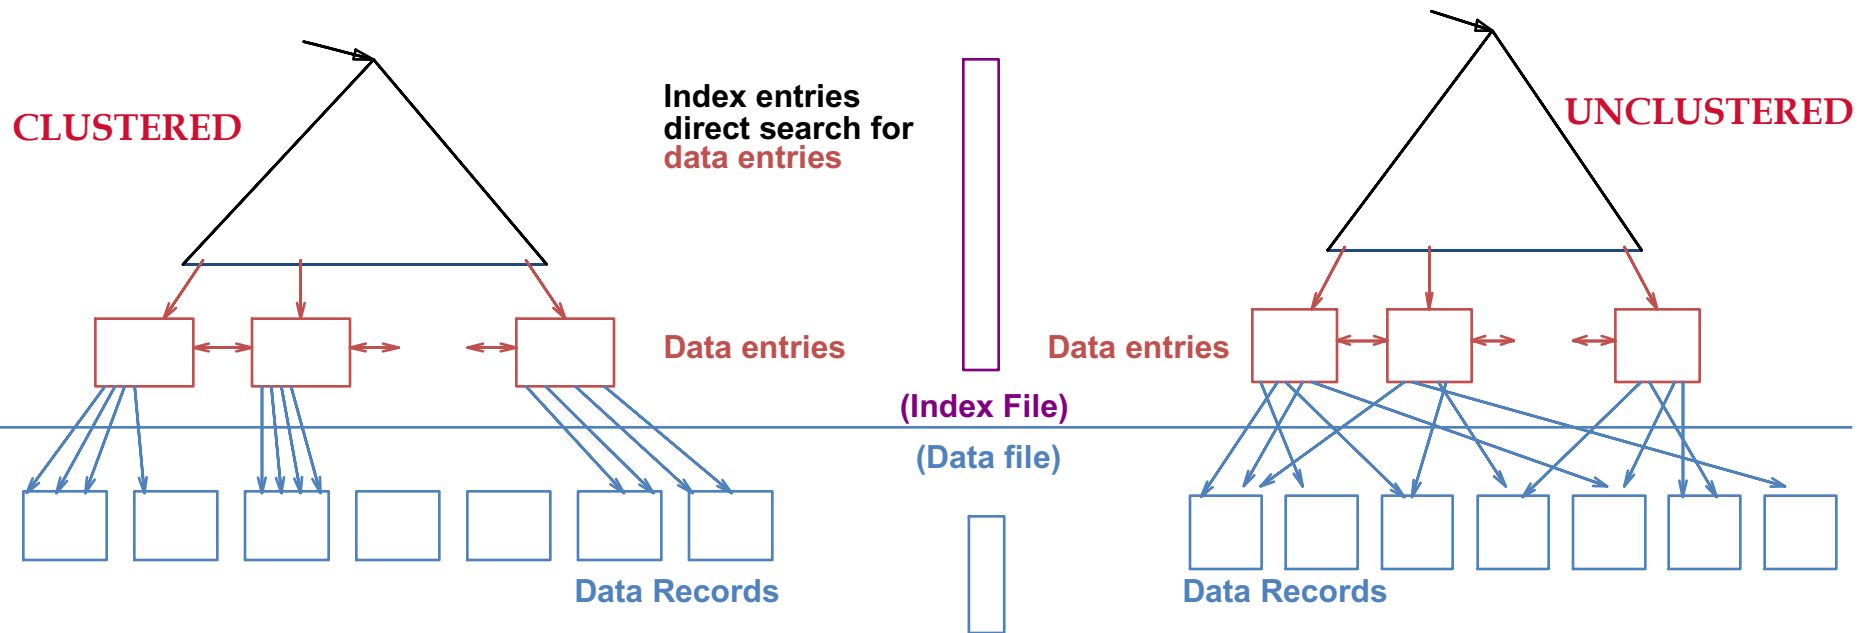 CLUSTERED
Index entries
direct search for
data entries
UNCLUSTERED
Data entries
Data entries
(Index File)
(Data file)
Data Records
Data Records